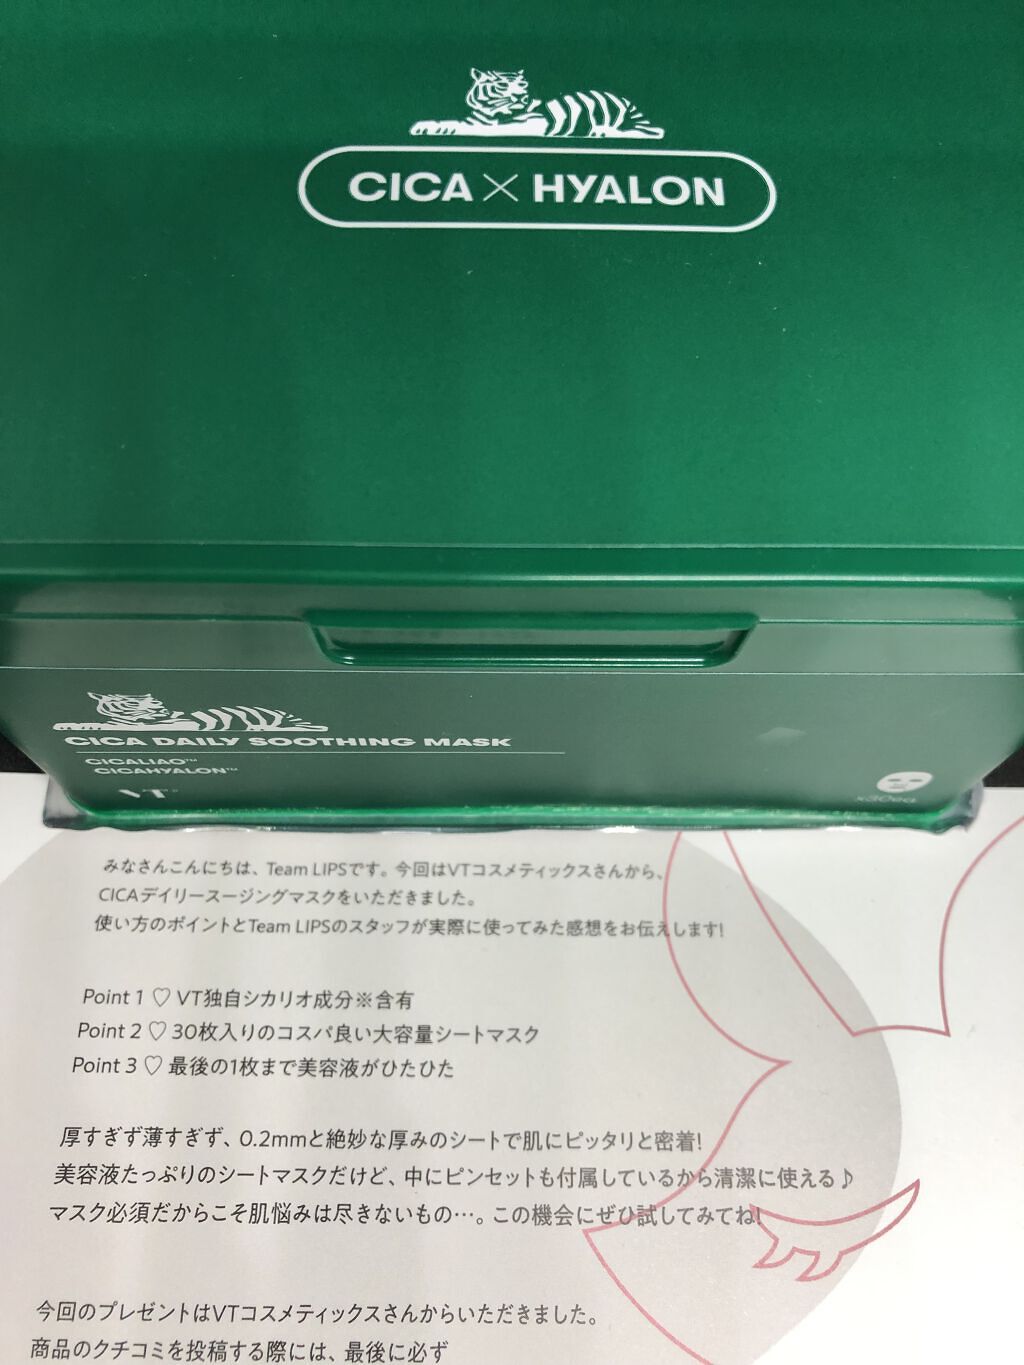 CICA×HYALON
CICA DAILY SOOTHING MASK
CICALIAO™
CICAHYALON™
VT
x30ea
みなさんこんにちは、Team LIPSです。今回はVTコスメティックスさんから、
CICAデイリースージングマスクをいただきました。
使い方のポイントとTeam LIPSのスタッフが実際に使ってみた感想をお伝えします!
Point 1 ♡ VT独自シカリオ成分※含有
Point 2 ♡ 30枚入りのコスパ良い大容量シートマスク
Point 3 ♡ 最後の1枚まで美容液がひたひた
厚すぎず薄すぎず、0.2mmと絶妙な厚みのシートで肌にピッタリと密着!
美容液たっぷりのシートマスクだけど、中にピンセットも付属しているから清潔に使える♪
マスク必須だからこそ肌悩みは尽きないもの…。この機会にぜひ試してみてね!
今回のプレゼントはVTコスメティックスさんからいただきました。
商品のクチコミを投稿する際には、最後に必ず